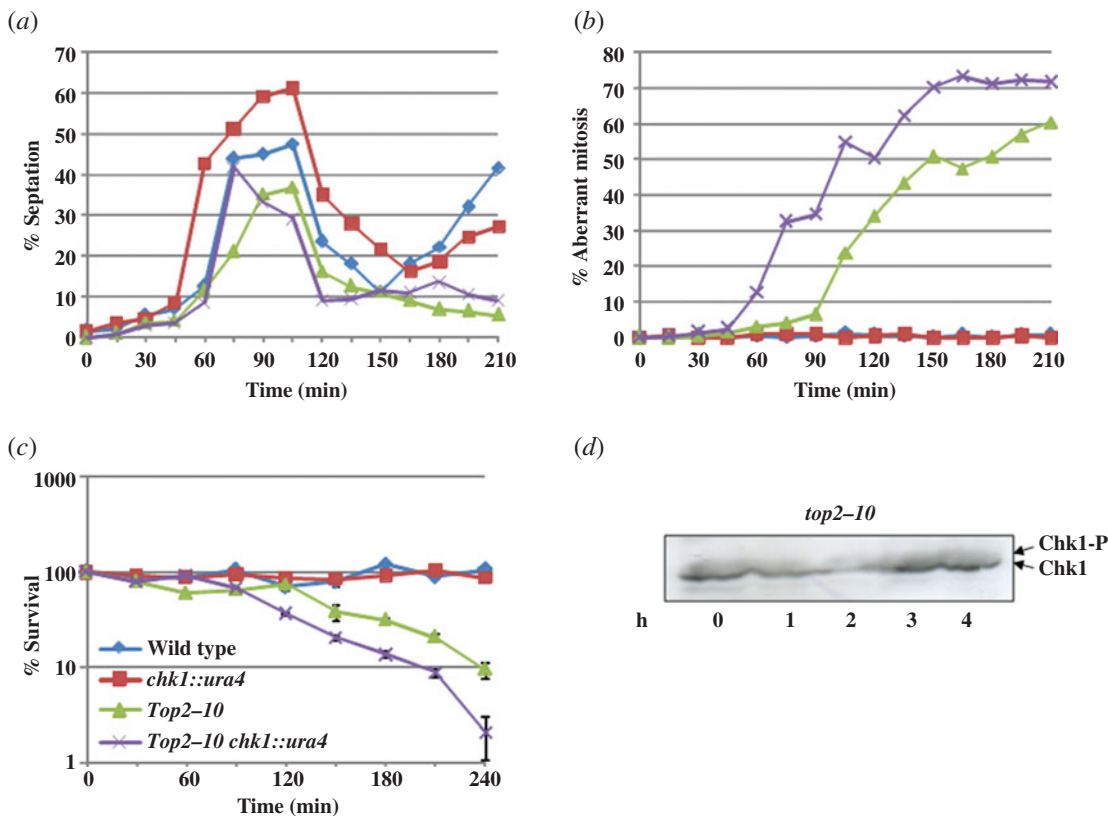 (a)
70
60
50
40
30
20
10
0
% Septation
0 30 60 90 120 150 180 210
Time (min)
(b)
80
70
60
50
40
30
20
10
0
% Aberrant mitosis
0 30 60 90 120 150 180 210
Time (min)
(c)
1000
100
10
1
% Survival
Wild type
chk1::ura4
Top2–10
Top2–10 chk1::ura4
0 60 120 180 240
Time (min)
(d)
top2–10
Chk1-P
Chk1
h 0 1 2 3 4